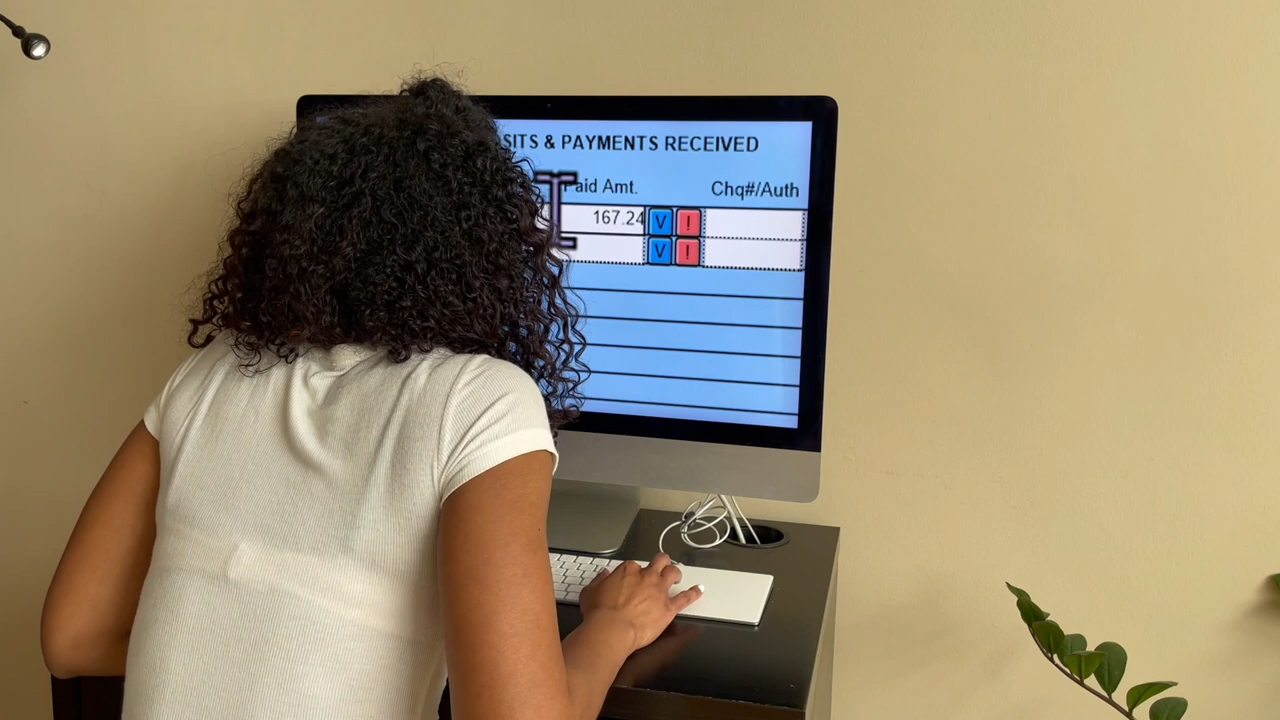 SITS & PAYMENTS RECEIVED
Paid Amt. Chq#/Auth
167.24 V !
V !